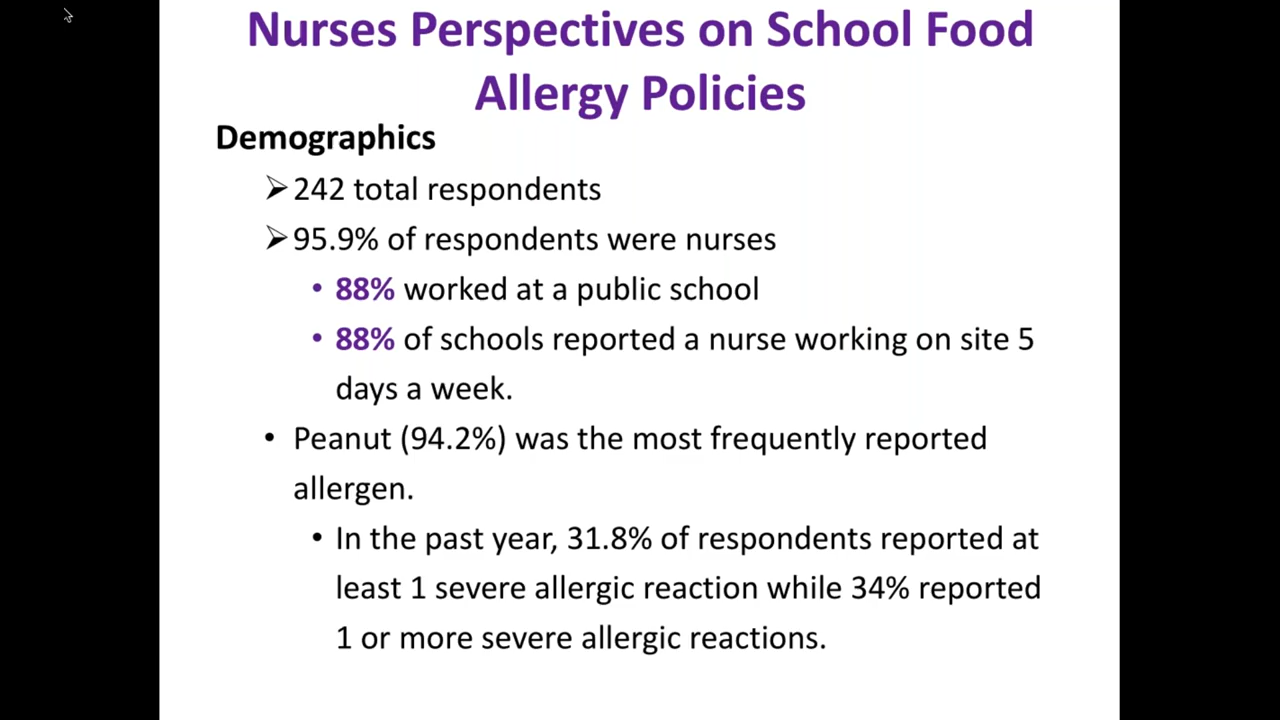 Nurses Perspectives on School Food
Allergy Policies
Demographics
➢242 total respondents
➢95.9% of respondents were nurses
• 88% worked at a public school
• 88% of schools reported a nurse working on site 5
days a week.
• Peanut (94.2%) was the most frequently reported
allergen.
• In the past year, 31.8% of respondents reported at
least 1 severe allergic reaction while 34% reported
1 or more severe allergic reactions.